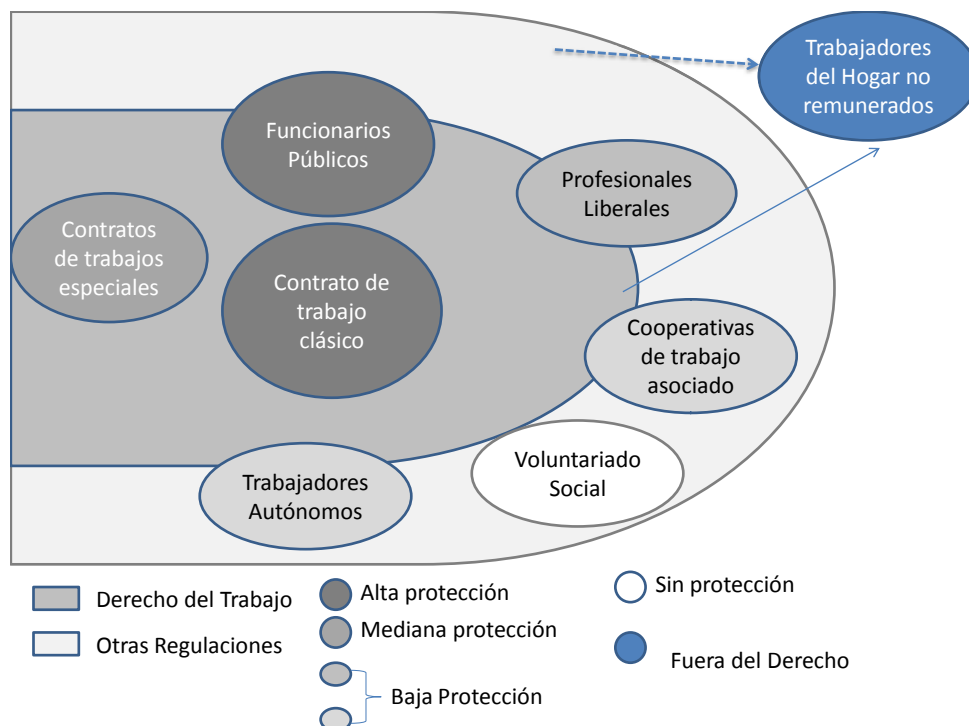 Trabajadores
del Hogar no
remunerados
Funcionarios
Públicos
Profesionales
Liberales
Contratos
de trabajos
especiales
Contrato de
trabajo
clásico
Cooperativas
de trabajo
asociado
Voluntariado
Social
Trabajadores
Autónomos
Derecho del Trabajo
Otras Regulaciones
Alta protección
Mediana protección
Baja Protección
Sin protección
Fuera del Derecho